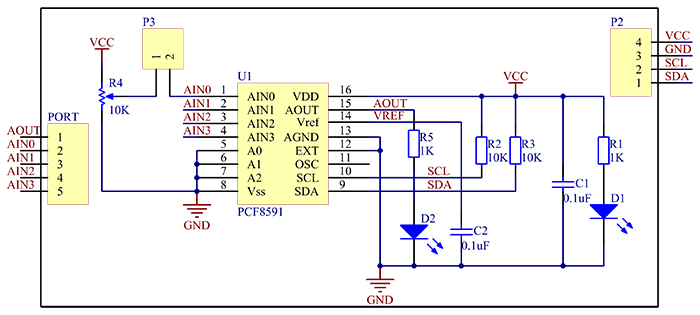 P3
VCC
R4
10K
1 2
PORT
AOUT 1
AIN0 2
AIN1 3
AIN2 4
AIN3 5
U1
AIN0 1 AIN0 VDD 16
AIN1 2 AIN1 AOUT 15 AOUT
AIN2 3 AIN2 Vref 14 VREF
AIN3 4 AIN3 AGND 13
5 A0 EXT 12
6 A1 OSC 11
7 A2 SCL 10 SCL
8 Vss SDA 9 SDA
PCF8591
GND
R5
1K
D2
C2
0.1uF
GND
VCC
R2
10K
R3
10K
C1
0.1uF
R1
1K
D1
P2
4 VCC
3 GND
2 SCL
1 SDA